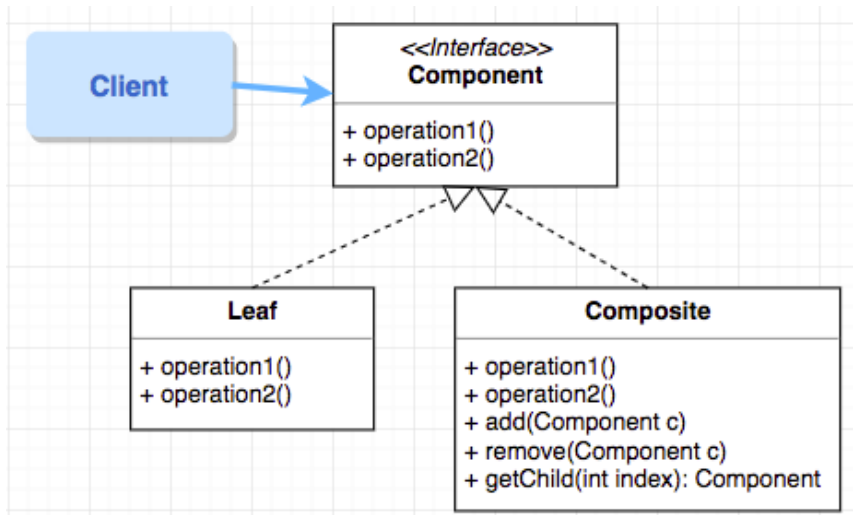 Client
<<Interface>>
Component
+ operation1()
+ operation2()
Leaf
+ operation1()
+ operation2()
Composite
+ operation1()
+ operation2()
+ add(Component c)
+ remove(Component c)
+ getChild(int index): Component